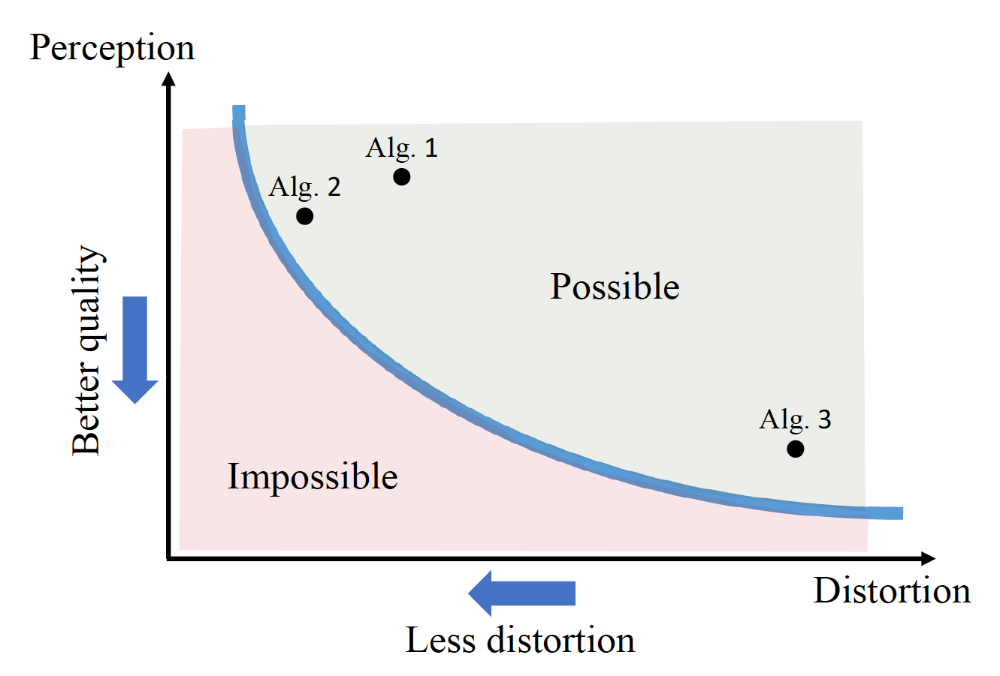 Perception
Alg. 1
Alg. 2
Possible
Better quality
Alg. 3
Impossible
Distortion
Less distortion